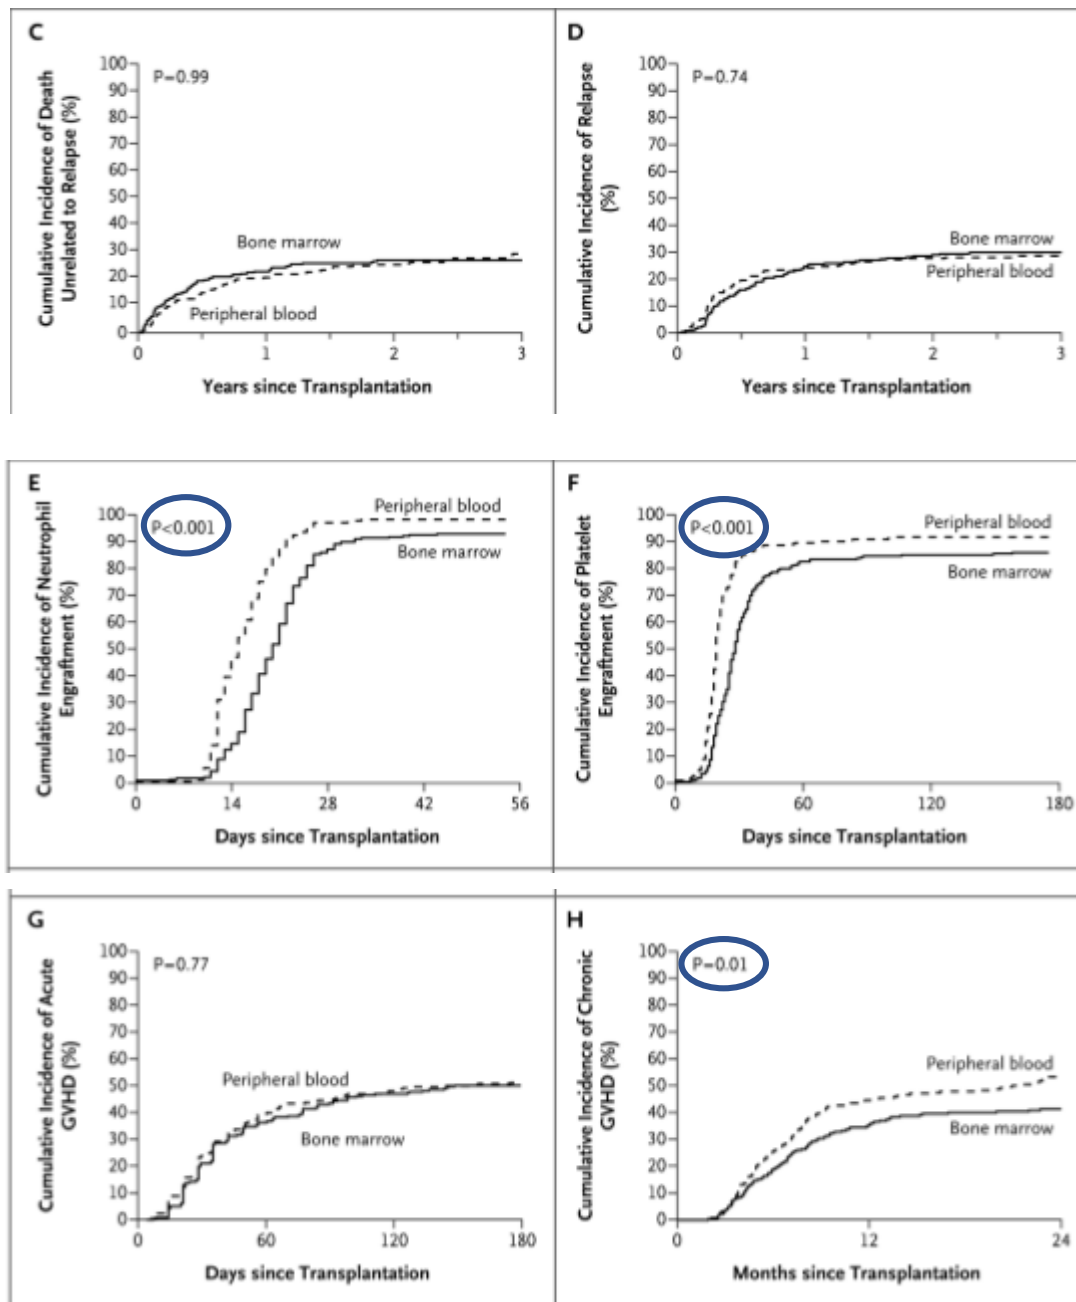 C
Cumulative Incidence of Death
Unrelated to Relapse (%)
100
90
80
70
60
50
40
30
20
10
0
P=0.99
Bone marrow
Peripheral blood
0 1 2 3
Years since Transplantation
D
Cumulative Incidence of Relapse
(%)
100
90
80
70
60
50
40
30
20
10
0
P=0.74
Bone marrow
Peripheral blood
0 1 2 3
Years since Transplantation
E
Cumulative Incidence of Neutrophil
Engraftment (%)
100
90
80
70
60
50
40
30
20
10
0
P<0.001
Peripheral blood
Bone marrow
0 14 28 42 56
Days since Transplantation
F
Cumulative Incidence of Platelet
Engraftment (%)
100
90
80
70
60
50
40
30
20
10
0
P<0.001
Peripheral blood
Bone marrow
0 60 120 180
Days since Transplantation
G
Cumulative Incidence of Acute
GVHD (%)
100
90
80
70
60
50
40
30
20
10
0
P=0.77
Peripheral blood
Bone marrow
0 60 120 180
Days since Transplantation
H
Cumulative Incidence of Chronic
GVHD (%)
100
90
80
70
60
50
40
30
20
10
0
P=0.01
Peripheral blood
Bone marrow
0 12 24
Months since Transplantation